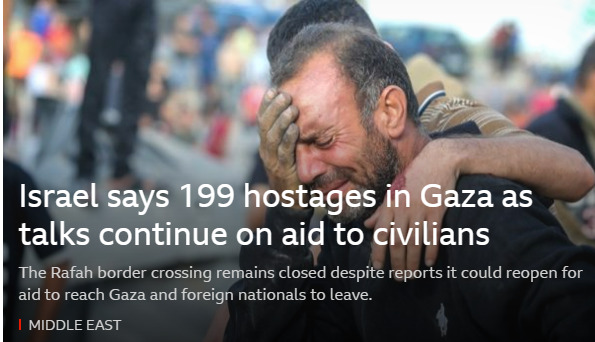 Israel says 199 hostages in Gaza as
talks continue on aid to civilians
The Rafah border crossing remains closed despite reports it could reopen for
aid to reach Gaza and foreign nationals to leave.
MIDDLE EAST